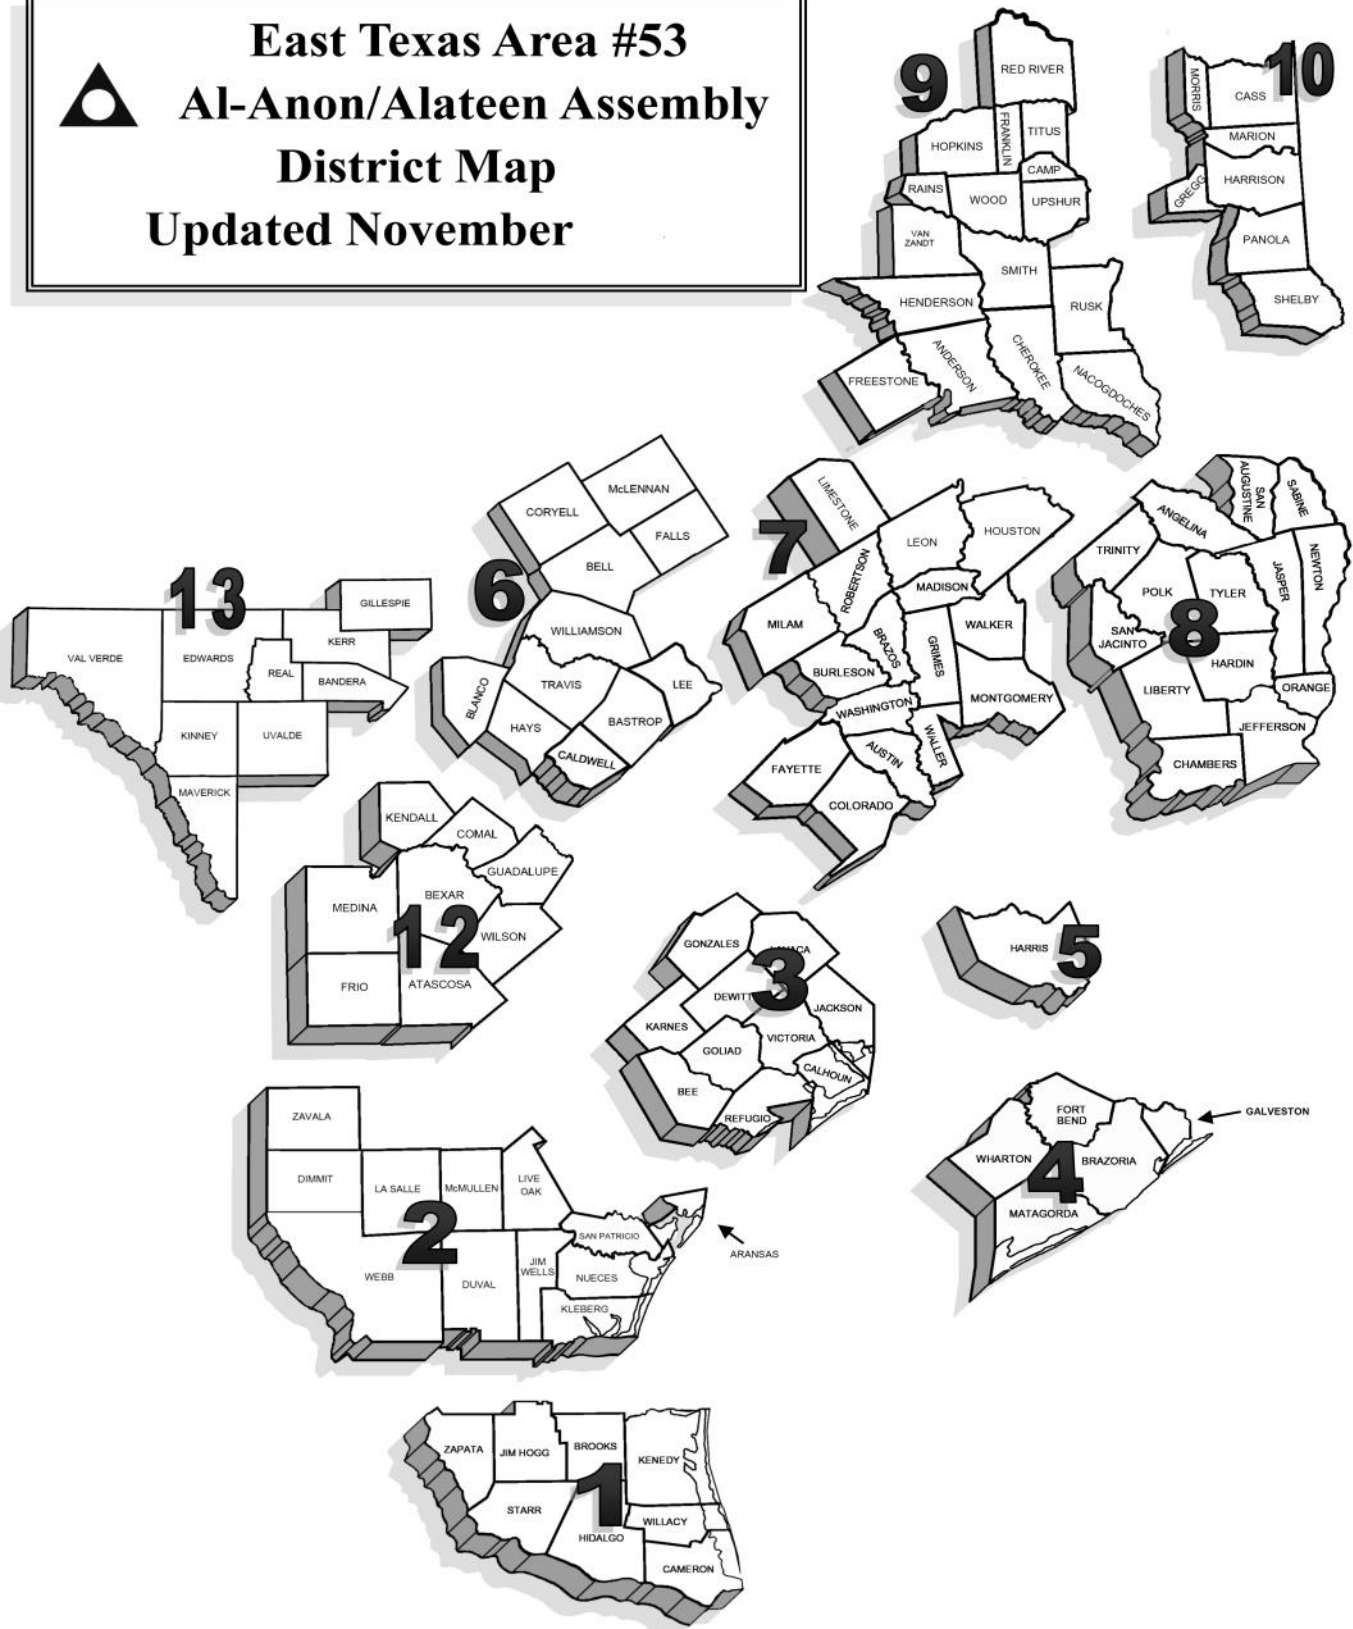 East Texas Area #53
Al-Anon/Alateen Assembly
District Map
Updated November
9
RED RIVER
HOPKINS
FRANKLIN
TITUS
CAMP
RAINS
WOOD
UPSHUR
VAN
ZANDT
SMITH
HENDERSON
RUSK
FREESTONE
ANDERSON
CHEROKEE
NACOGDOCHES
10
MORRIS
CASS
MARION
GREGG
HARRISON
PANOLA
SHELBY
13
VAL VERDE
EDWARDS
GILLESPIE
KERR
REAL
BANDERA
KINNEY
UVALDE
MAVERICK
6
CORYELL
McLENNAN
FALLS
BELL
WILLIAMSON
BLANCO
TRAVIS
LEE
HAYS
BASTROP
CALDWELL
7
LIMESTONE
LEON
HOUSTON
ROBERTSON
MADISON
MILAM
BRAZOS
GRIMES
WALKER
BURLESON
WASHINGTON
MONTGOMERY
AUSTIN
WALLER
FAYETTE
COLORADO
8
SAN
AUGUSTINE
SABINE
ANGELINA
TRINITY
POLK
TYLER
JASPER
NEWTON
SAN
JACINTO
HARDIN
LIBERTY
ORANGE
JEFFERSON
CHAMBERS
12
KENDALL
COMAL
GUADALUPE
MEDINA
BEXAR
WILSON
FRIO
ATASCOSA
3
GONZALES
DEWITT
JACKSON
KARNES
VICTORIA
GOLIAD
CALHOUN
BEE
REFUGIO
5
HARRIS
4
FORT
BEND
GALVESTON
WHARTON
BRAZORIA
MATAGORDA
2
ZAVALA
DIMMIT
LA SALLE
McMULLEN
LIVE
OAK
SAN PATRICIO
ARANSAS
WEBB
DUVAL
JIM
WELLS
NUECES
KLEBERG
1
ZAPATA
JIM HOGG
BROOKS
KENEDY
STARR
WILLACY
HIDALGO
CAMERON